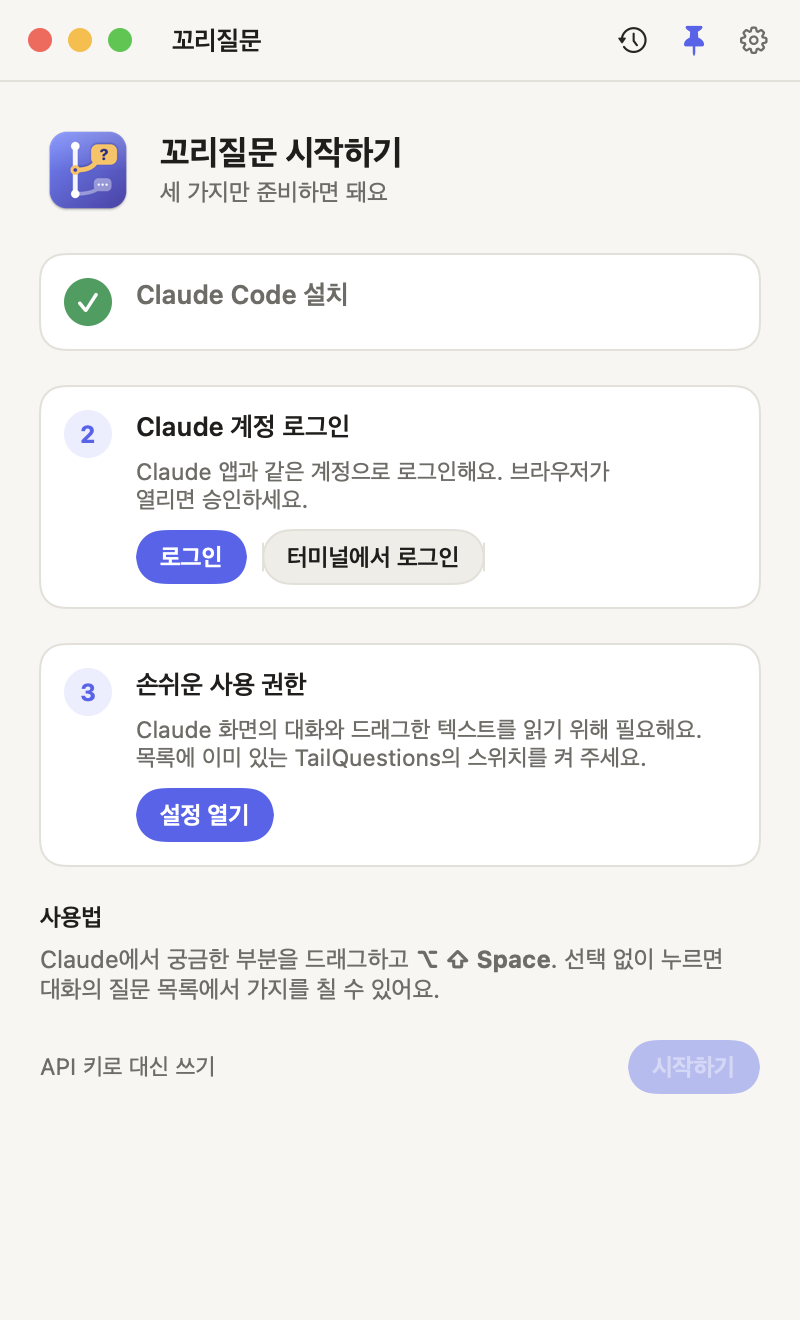 꼬리질문
?
꼬리질문 시작하기
세 가지만 준비하면 돼요
Claude Code 설치
2
Claude 계정 로그인
Claude 앱과 같은 계정으로 로그인해요. 브라우저가
열리면 승인하세요.
로그인
터미널에서 로그인
3
손쉬운 사용 권한
Claude 화면의 대화와 드래그한 텍스트를 읽기 위해 필요해요.
목록에 이미 있는 TailQuestions의 스위치를 켜 주세요.
설정 열기
사용법
Claude에서 궁금한 부분을 드래그하고 ⌥ ⇧ Space. 선택 없이 누르면
대화의 질문 목록에서 가지를 칠 수 있어요.
API 키로 대신 쓰기
시작하기